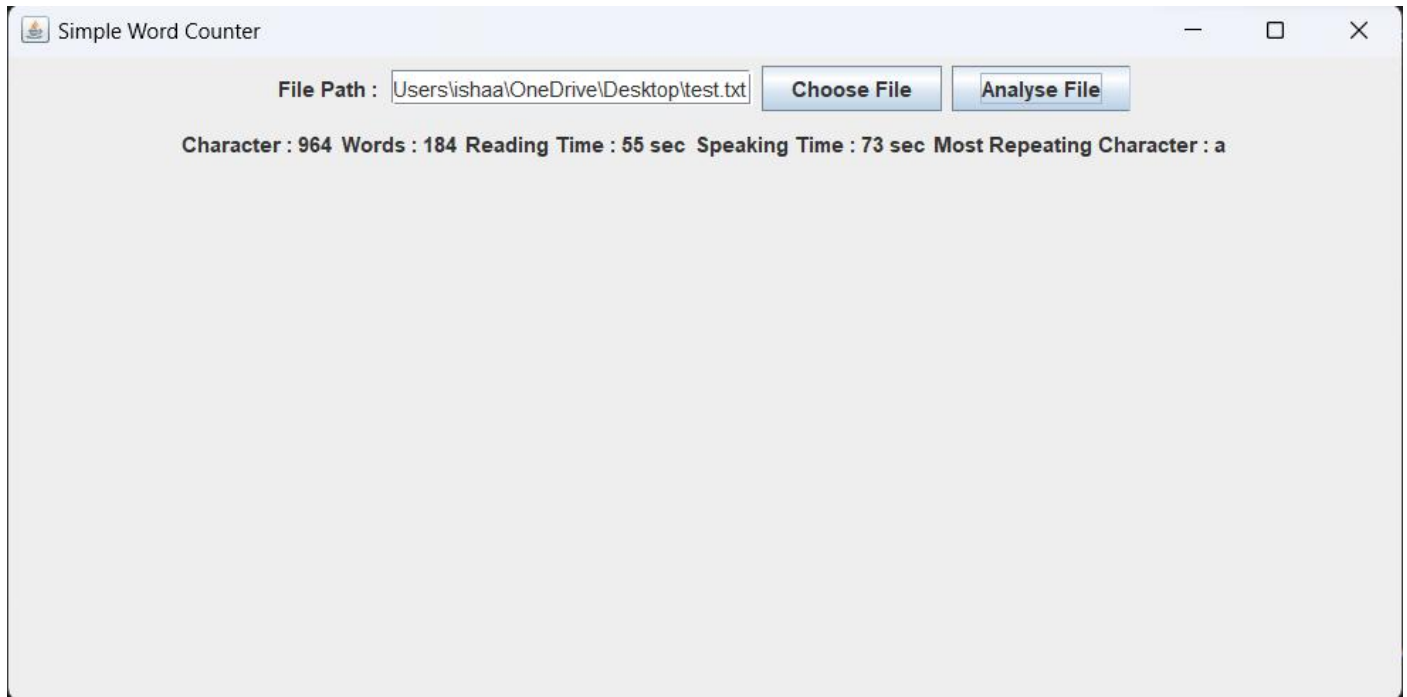 Simple Word Counter
File Path : Users\ishaa\OneDrive\Desktop\test.txt Choose File Analyse File
Character : 964 Words : 184 Reading Time : 55 sec Speaking Time : 73 sec Most Repeating Character : a